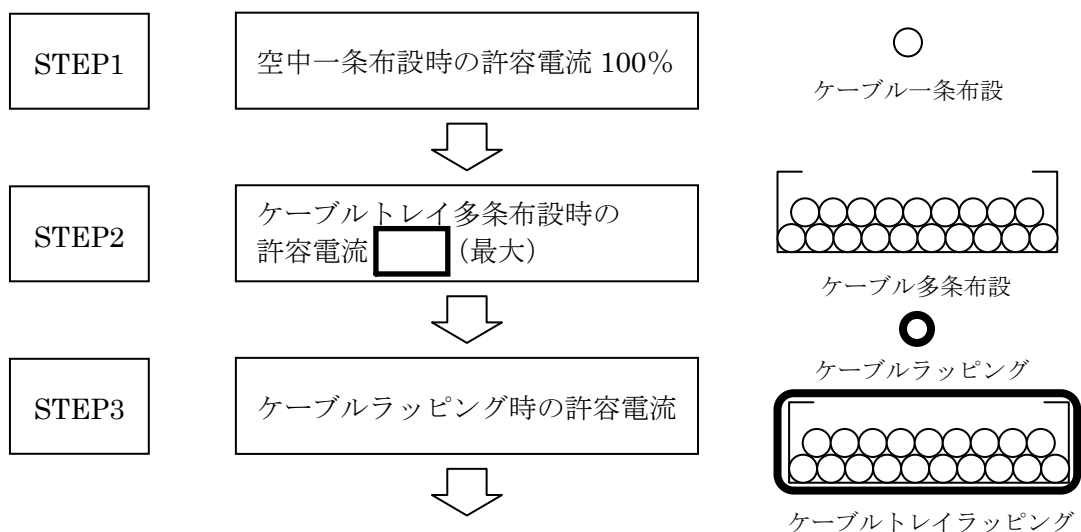 STEP1
空中一条布設時の許容電流 100%
ケーブル一条布設
STEP2
ケーブルトレイ多条布設時の
許容電流 (最大)
ケーブル多条布設
ケーブルラッピング
STEP3
ケーブルラッピング時の許容電流
ケーブルトレイラッピング